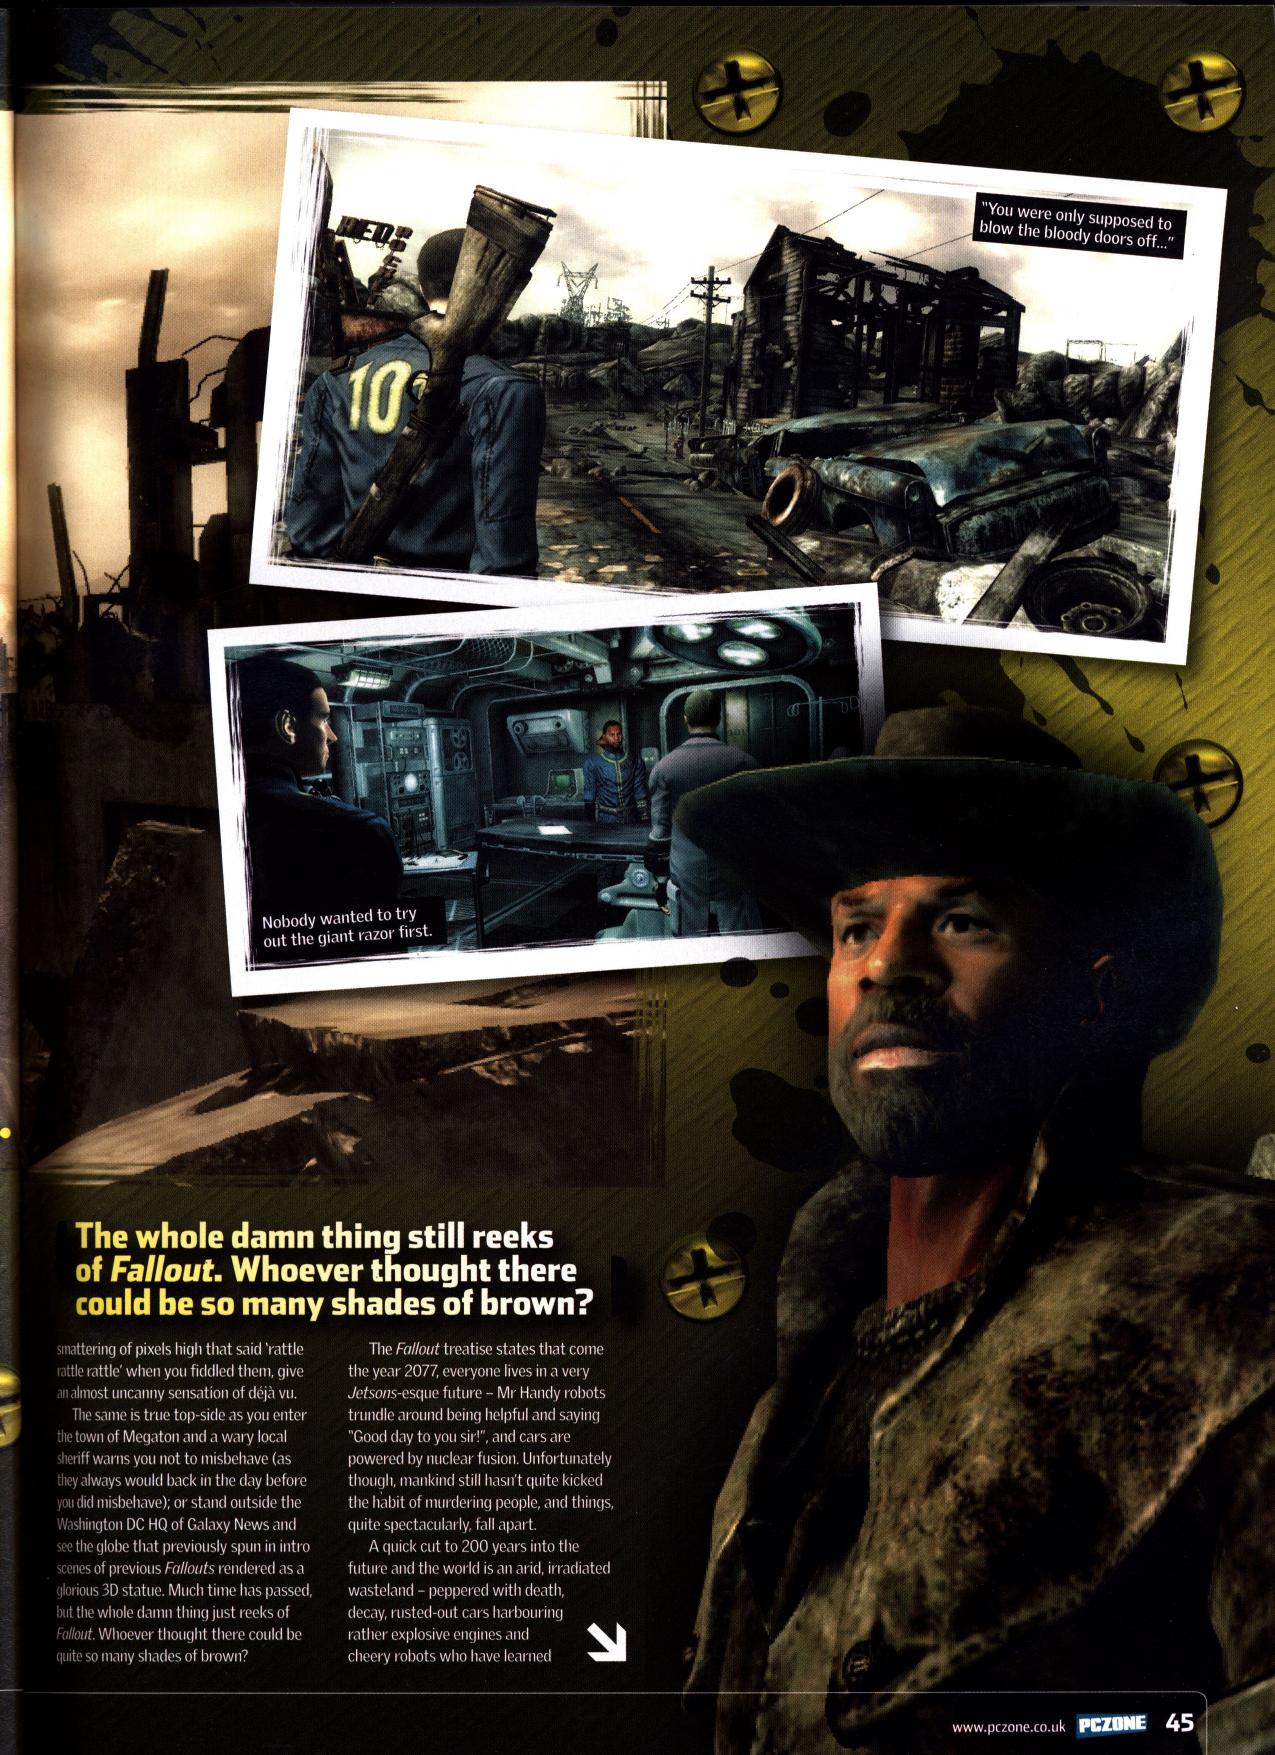 "You were only supposed to
blow the bloody doors off..."
RED
10
Nobody wanted to try
out the giant razor first.
The whole damn thing still reeks
of Fallout. Whoever thought there
could be so many shades of brown?
smattering of pixels high that said 'rattle
rattle rattle' when you fiddled them, give
an almost uncanny sensation of déjà vu.
The same is true top-side as you enter
the town of Megaton and a wary local
sheriff warns you not to misbehave (as
they always would back in the day before
you did misbehave); or stand outside the
Washington DC HQ of Galaxy News and
see the globe that previously spun in intro
scenes of previous Fallouts rendered as a
glorious 3D statue. Much time has passed,
but the whole damn thing just reeks of
Fallout. Whoever thought there could be
quite so many shades of brown?
The Fallout treatise states that come
the year 2077, everyone lives in a very
Jetsons-esque future – Mr Handy robots
trundle around being helpful and saying
"Good day to you sir!", and cars are
powered by nuclear fusion. Unfortunately
though, mankind still hasn't quite kicked
the habit of murdering people, and things,
quite spectacularly, fall apart.
A quick cut to 200 years into the
future and the world is an arid, irradiated
wasteland – peppered with death,
decay, rusted-out cars harbouring
rather explosive engines and
cheery robots who have learned
www.pczone.co.uk PCZONE 45